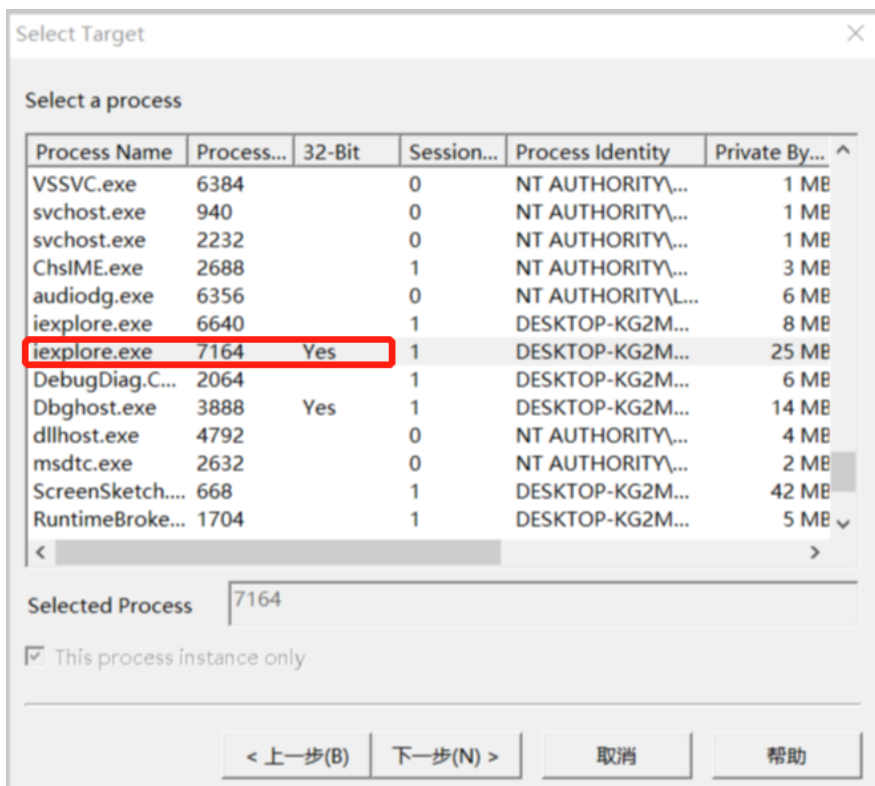 Select Target
Select a process
Process Name Process... 32-Bit Session... Process Identity Private By...
VSSVC.exe 6384 0 NT AUTHORITY\... 1 MB
svchost.exe 940 0 NT AUTHORITY\... 1 MB
svchost.exe 2232 0 NT AUTHORITY\... 1 MB
ChsIME.exe 2688 1 DESKTOP-KG2M... 3 MB
audiodg.exe 6356 0 NT AUTHORITY\L... 6 MB
iexplore.exe 6640 1 DESKTOP-KG2M... 8 MB
iexplore.exe 7164 Yes 1 DESKTOP-KG2M... 25 MB
DebugDiag.C... 2064 1 DESKTOP-KG2M... 6 MB
Dbghost.exe 3888 Yes 1 DESKTOP-KG2M... 14 MB
dllhost.exe 4792 0 NT AUTHORITY\... 4 MB
msdtc.exe 2632 0 NT AUTHORITY\... 2 MB
ScreenSketch.... 668 1 DESKTOP-KG2M... 42 MB
RuntimeBroke... 1704 1 DESKTOP-KG2M... 5 MB
Selected Process 7164
This process instance only
< 上一步(B) 下一步(N) > 取消 帮助